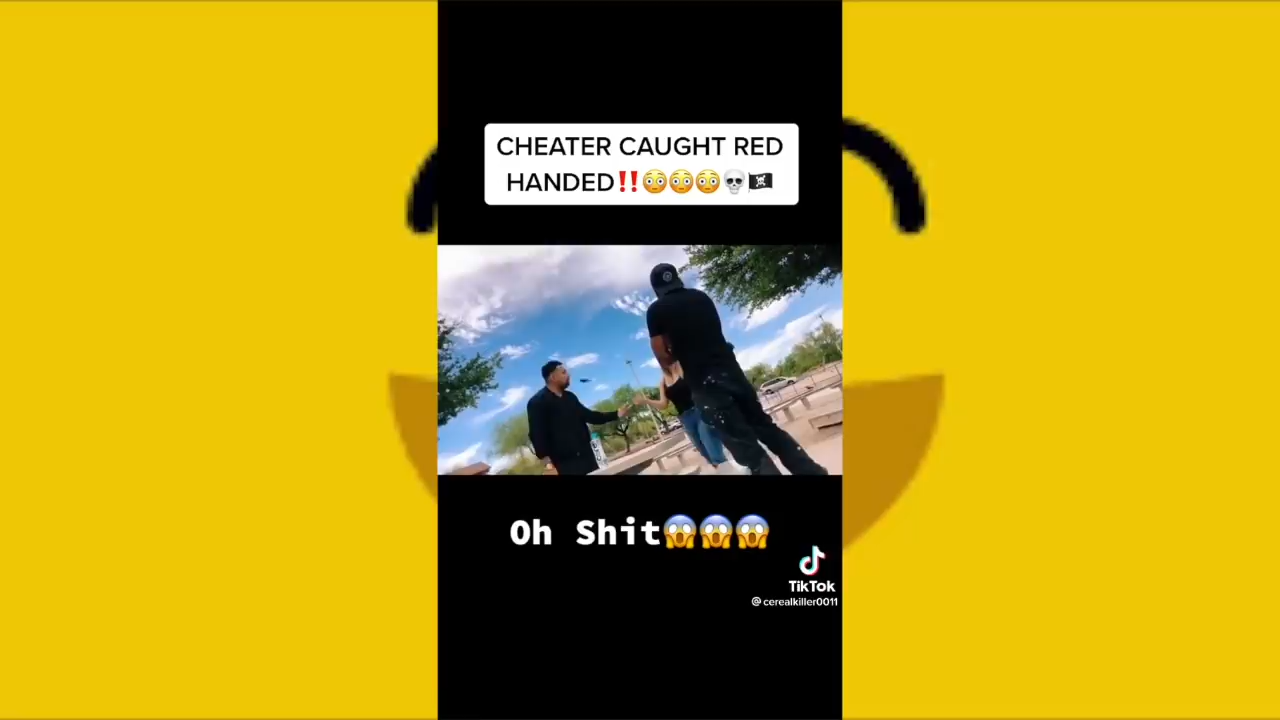 CHEATER CAUGHT RED
HANDED‼️😳😳😳💀🏴‍☠️
Oh Shit😱😱😱
TikTok
@cerealkiller0011